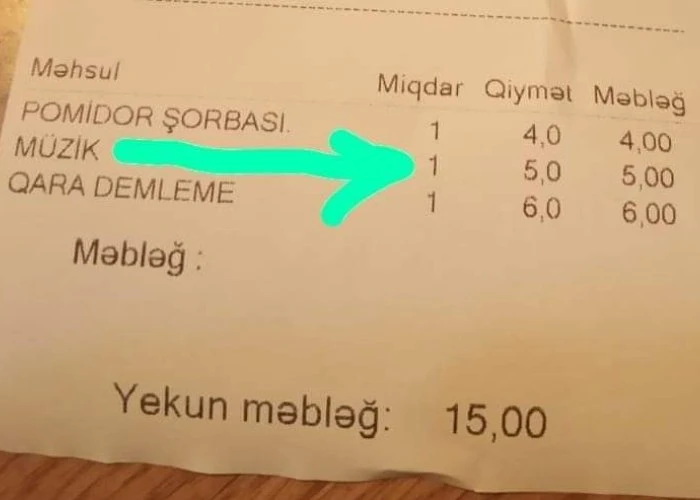 Məhsul Miqdar Qiymət Məbləğ
POMİDOR ŞORBASI. 1 4,0 4,00
MÜZİK 1 5,0 5,00
QARA DEMLEME 1 6,0 6,00
Məbləğ :
Yekun məbləğ: 15,00